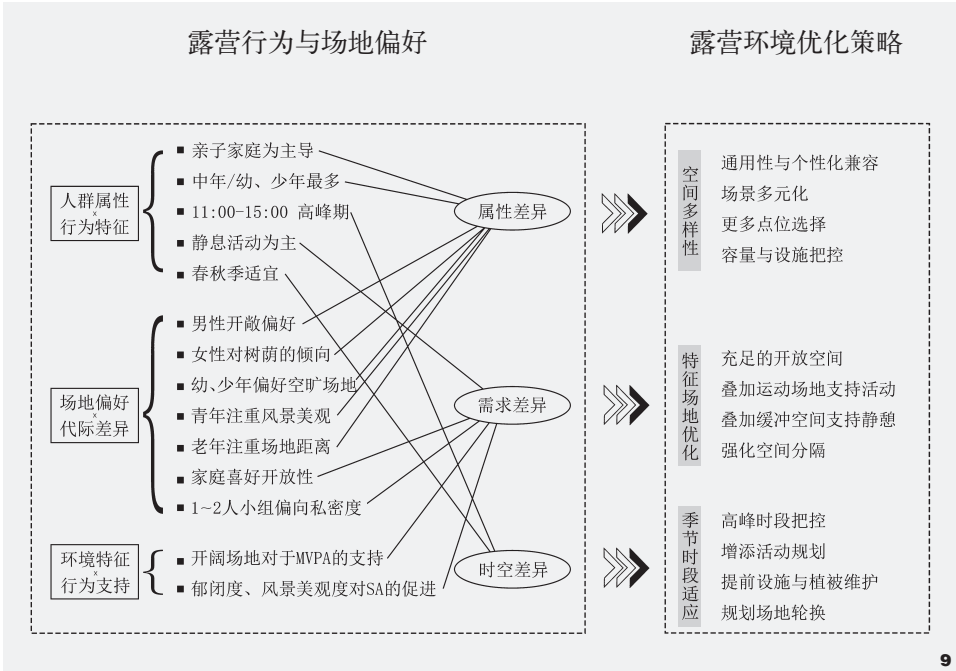 露营行为与场地偏好
露营环境优化策略
人群属性
×
行为特征
亲子家庭为主导
中年/幼、少年最多
11:00-15:00 高峰期
静息活动为主
春秋季适宜
场地偏好
×
代际差异
男性开敞偏好
女性对树荫的倾向
幼、少年偏好空旷场地
青年注重风景美观
老年注重场地距离
家庭喜好开放性
1~2人小组偏向私密度
环境特征
×
行为支持
开阔场地对于MVPA的支持
郁闭度、风景美观度对SA的促进
属性差异
需求差异
时空差异
空间多样性
通用性与个性化兼容
场景多元化
更多点位选择
容量与设施把控
特征场地优化
充足的开放空间
叠加运动场地支持活动
叠加缓冲空间支持静憩
强化空间分隔
季节时段适应
高峰时段把控
增添活动规划
提前设施与植被维护
规划场地轮换
9